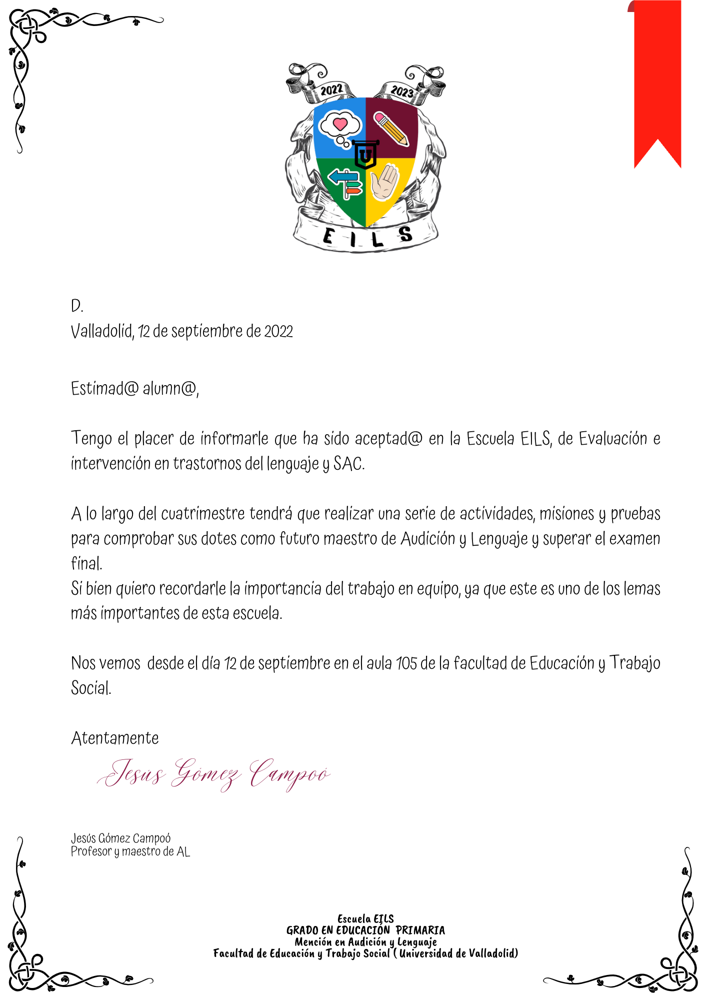 2022
2023
U
EILS
D.
Valladolid, 12 de septiembre de 2022
Estimad@ alumn@,
Tengo el placer de informarle que ha sido aceptad@ en la Escuela EILS, de Evaluación e
intervención en trastornos del lenguaje y SAC.
A lo largo del cuatrimestre tendrá que realizar una serie de actividades, misiones y pruebas
para comprobar sus dotes como futuro maestro de Audición y Lenguaje y superar el examen
final.
Si bien quiero recordarle la importancia del trabajo en equipo, ya que este es uno de los lemas
más importantes de esta escuela.
Nos vemos desde el día 12 de septiembre en el aula 105 de la facultad de Educación y Trabajo
Social.
Atentamente
Jesús Gómez Campoó
Jesús Gómez Campoó
Profesor y maestro de AL
Escuela EILS
GRADO EN EDUCACIÓN PRIMARIA
Mención en Audición y Lenguaje
Facultad de Educación y Trabajo Social ( Universidad de Valladolid)